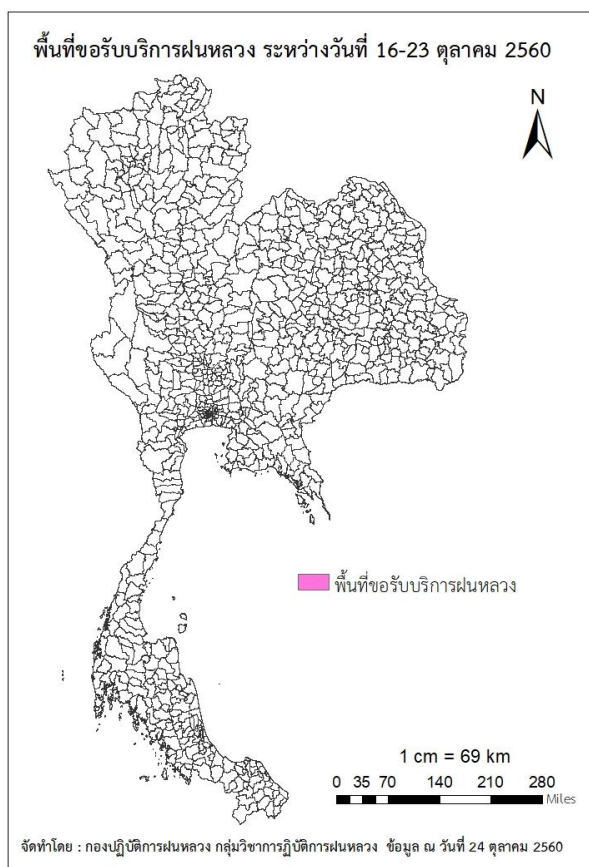 พื้นที่ขอรับบริการฝนหลวง ระหว่างวันที่ 16-23 ตุลาคม 2560
N
พื้นที่ขอรับบริการฝนหลวง
1 cm = 69 km
0 35 70 140 210 280
Miles
จัดทำโดย : กองปฏิบัติการฝนหลวง กลุ่มวิชาการฏิบัติการฝนหลวง ข้อมูล ณ วันที่ 24 ตุลาคม 2560